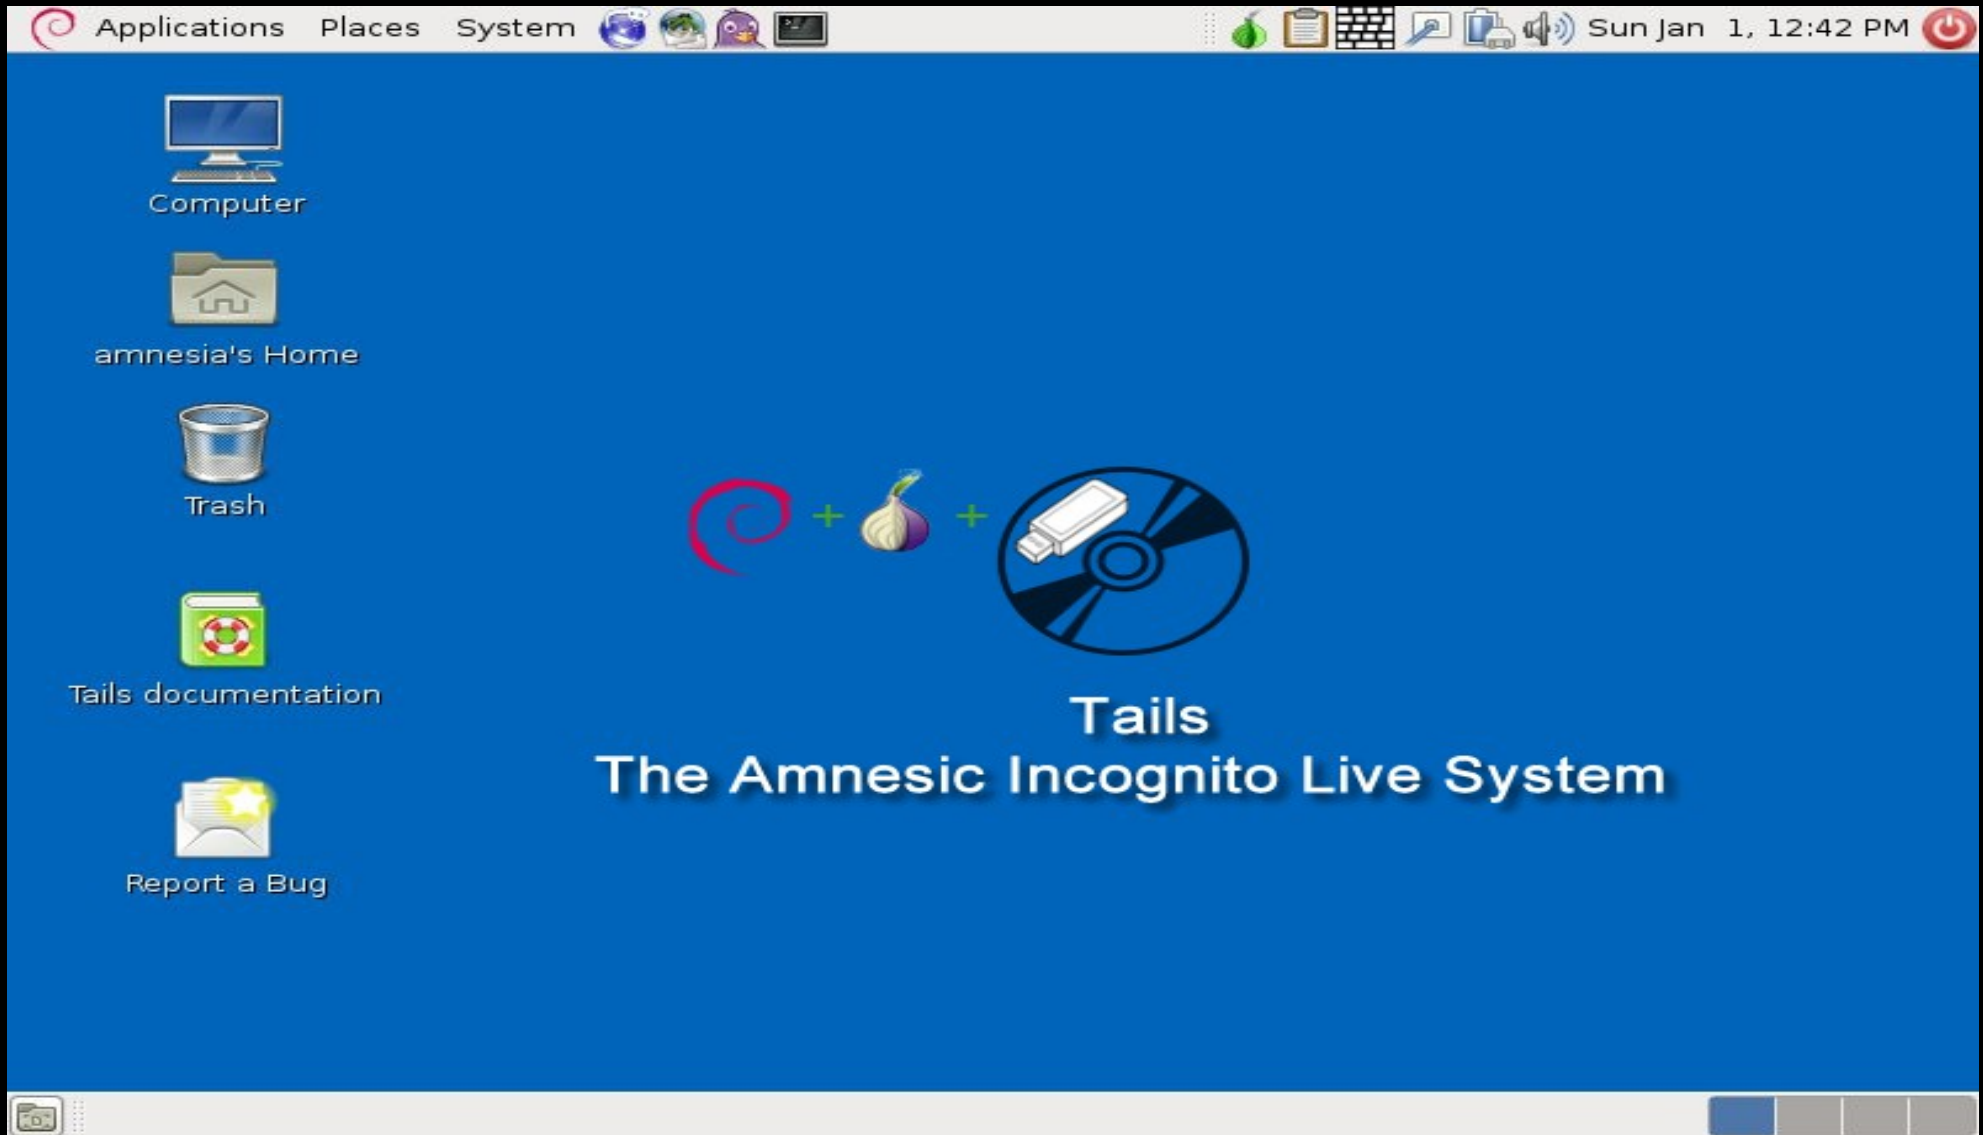 Applications Places System Sun Jan 1, 12:42 PM
Computer
amnesia's Home
Trash
Tails documentation
Report a Bug
+ +
Tails
The Amnesic Incognito Live System